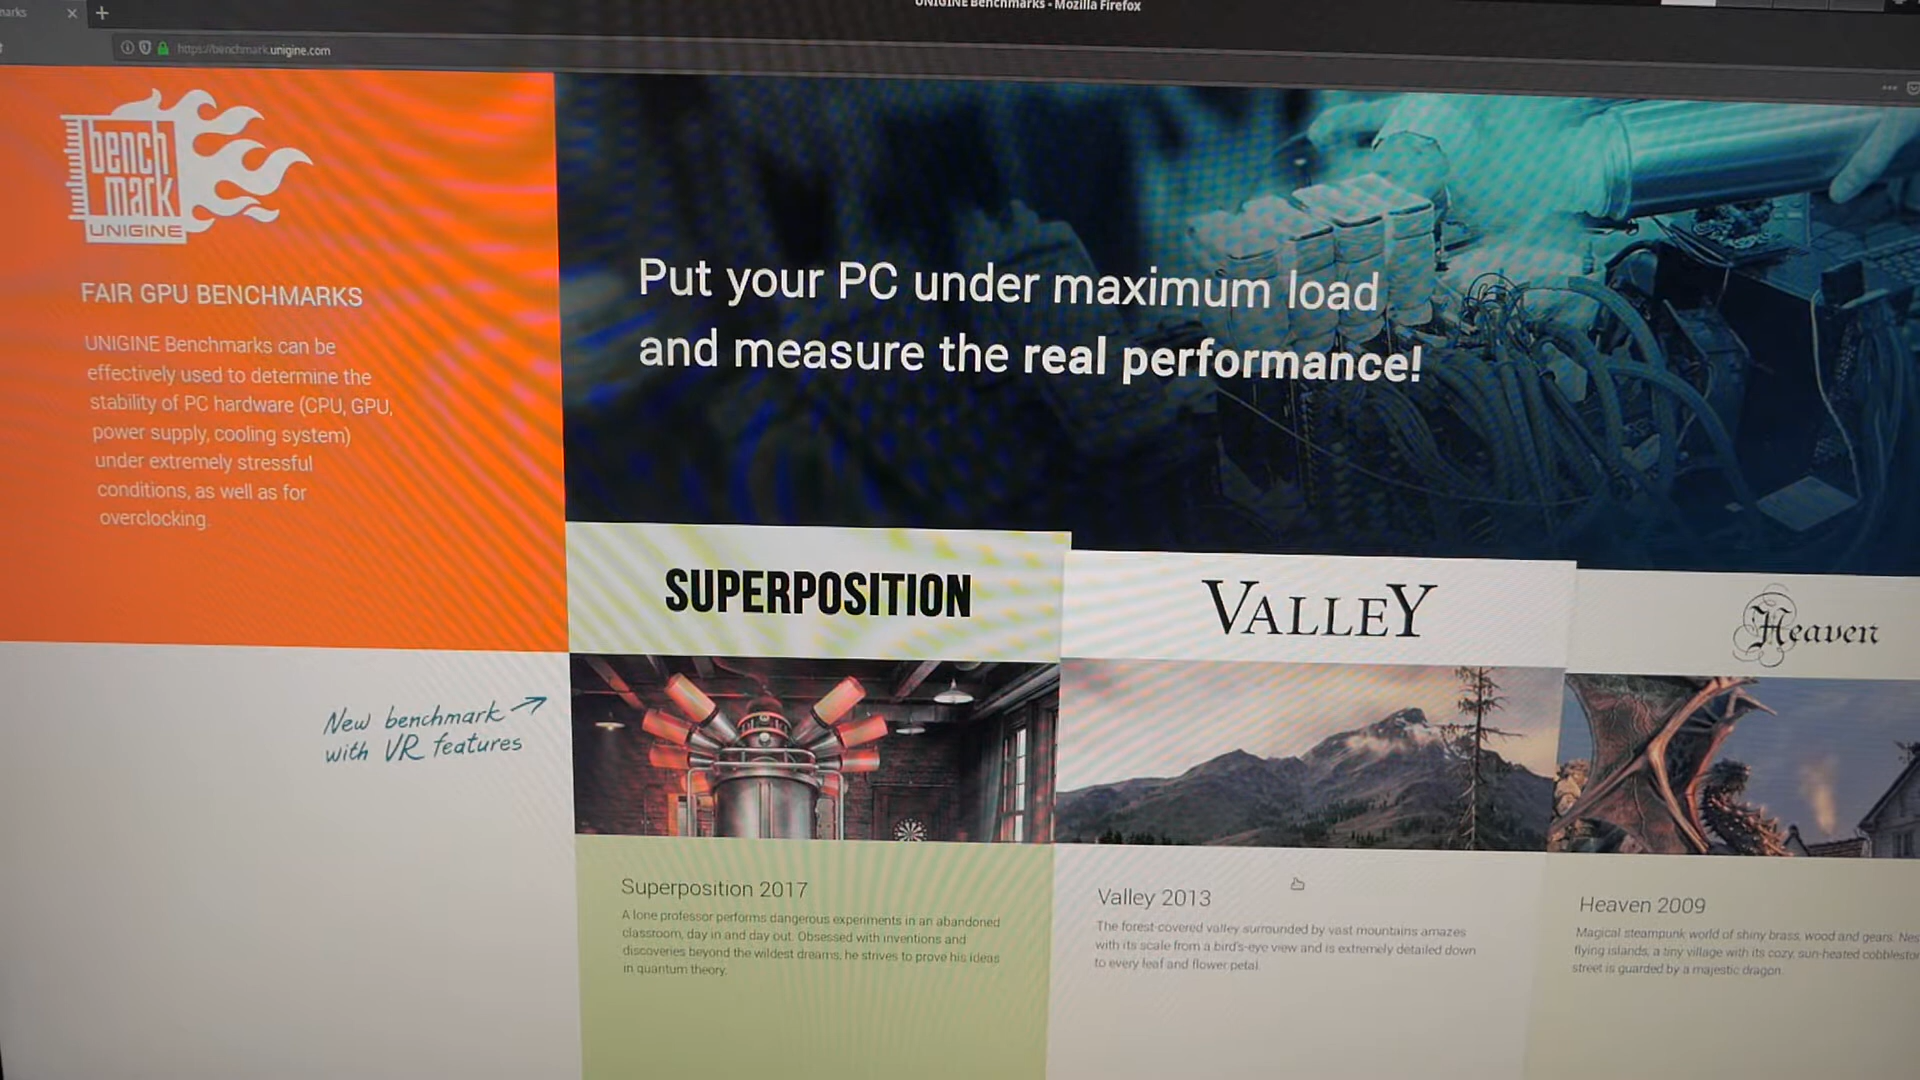 UNIGINE Benchmarks - Mozilla Firefox
marks
https://benchmark.unigine.com
bench
mark
UNIGINE
FAIR GPU BENCHMARKS
UNIGINE Benchmarks can be
effectively used to determine the
stability of PC hardware (CPU, GPU,
power supply, cooling system)
under extremely stressful
conditions, as well as for
overclocking.
Put your PC under maximum load
and measure the real performance!
SUPERPOSITION
VALLEY
Heaven
New benchmark
with VR features
Superposition 2017
A lone professor performs dangerous experiments in an abandoned
classroom, day in and day out. Obsessed with inventions and
discoveries beyond the wildest dreams, he strives to prove his ideas
in quantum theory.
Valley 2013
The forest-covered valley surrounded by vast mountains amazes
with its scale from a bird's-eye view and is extremely detailed down
to every leaf and flower petal.
Heaven 2009
Magical steampunk world of shiny brass, wood and gears. Nes
flying islands, a tiny village with its cozy, sun-heated cobblestor
street is guarded by a majestic dragon.